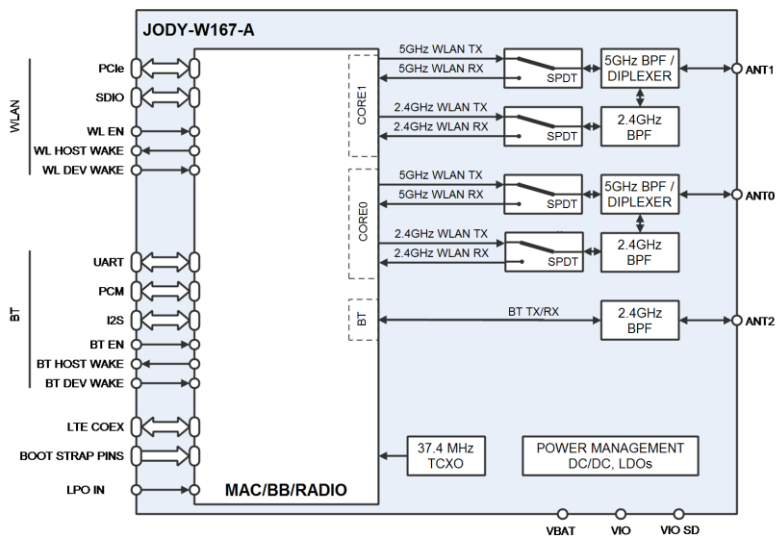 JODY-W167-A
WLAN
PCIe
SDIO
WL EN
WL HOST WAKE
WL DEV WAKE
BT
UART
PCM
I2S
BT EN
BT HOST WAKE
BT DEV WAKE
LTE COEX
BOOT STRAP PINS
LPO IN
MAC/BB/RADIO
CORE1
5GHz WLAN TX
5GHz WLAN RX
SPDT
5GHz BPF /
DIPLEXER
ANT1
2.4GHz WLAN TX
2.4GHz WLAN RX
SPDT
2.4GHz
BPF
CORE0
5GHz WLAN TX
5GHz WLAN RX
SPDT
5GHz BPF /
DIPLEXER
ANT0
2.4GHz WLAN TX
2.4GHz WLAN RX
SPDT
2.4GHz
BPF
BT
BT TX/RX
2.4GHz
BPF
ANT2
37.4 MHz
TCXO
POWER MANAGEMENT
DC/DC, LDOs
VBAT
VIO
VIO SD